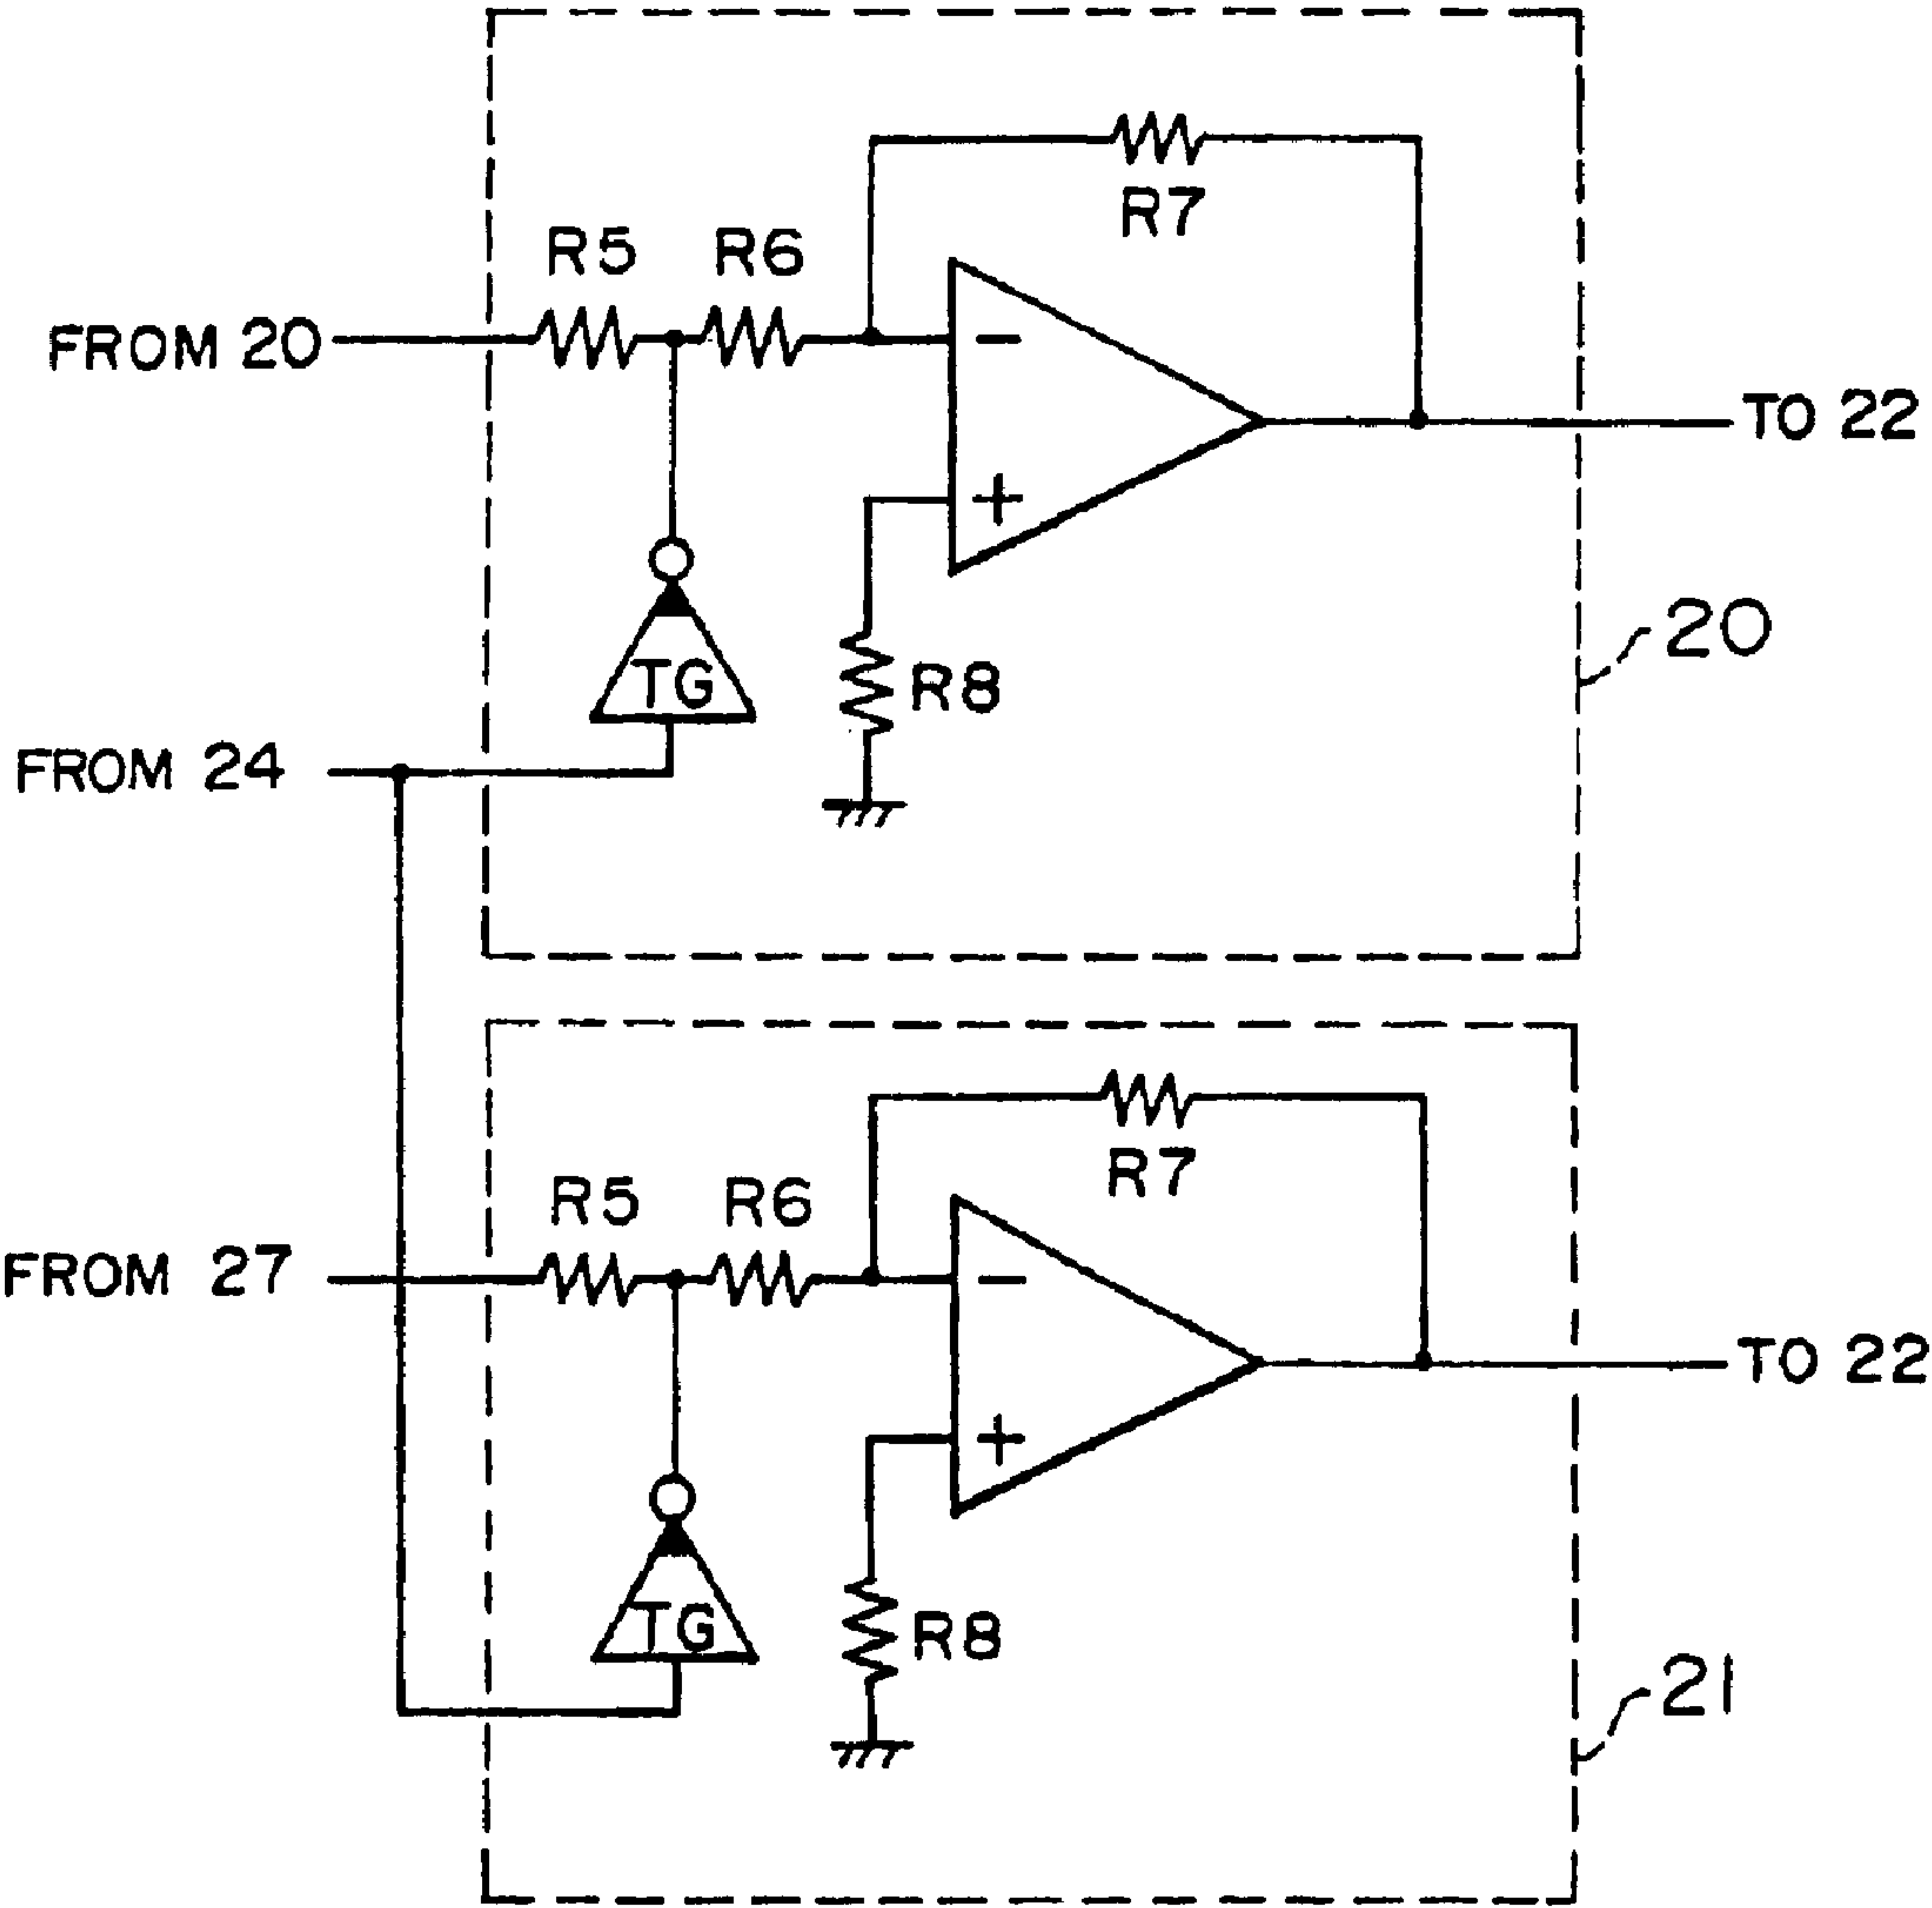 R7
R5 R6
FROM 20
−
TO 22
+
20
TG
R8
FROM 24
R7
R5 R6
FROM 27
−
TO 22
+
TG
R8
21